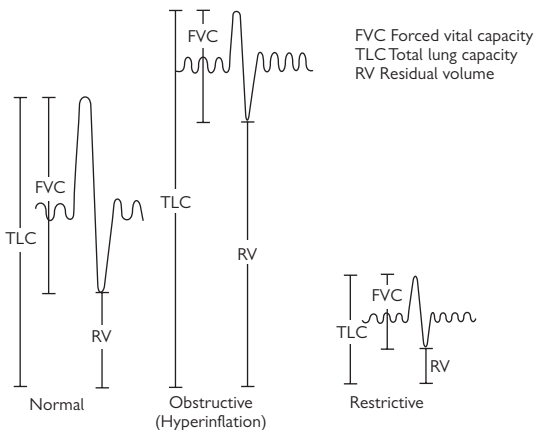 FVC
FVC Forced vital capacity
TLC Total lung capacity
RV Residual volume
FVC
TLC
TLC
RV
FVC
TLC
RV
RV
Normal
Obstructive
(Hyperinflation)
Restrictive